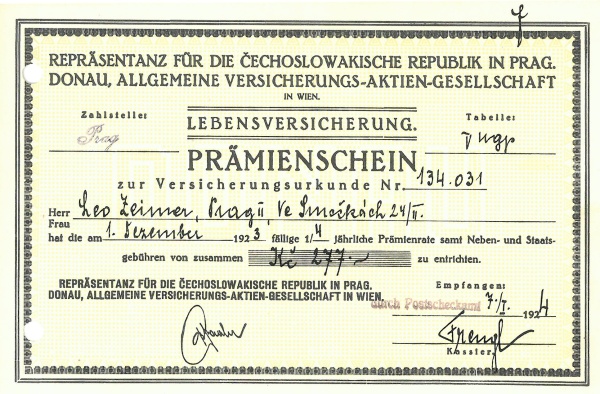 REPRÄSENTANZ FÜR DIE ČECHOSLOWAKISCHE REPUBLIK IN PRAG.
DONAU, ALLGEMEINE VERSICHERUNGS-AKTIEN-GESELLSCHAFT
IN WIEN.
Zahlstelle: Tabelle:
LEBENSVERSICHERUNG.
Prag
PRÄMIENSCHEIN
zur Versicherungsurkunde Nr. 134.031
Herr Leo Zeimer, Prag II, Ve Smečkách 24/II.
Frau
hat die am 1. Dezember 1923 fällige 1/4 jährliche Prämienrate samt Neben- und Staats-
gebühren von zusammen Kč 277.- zu entrichten.
REPRÄSENTANZ FÜR DIE ČECHOSLOWAKISCHE REPUBLIK IN PRAG. Empfangen:
DONAU, ALLGEMEINE VERSICHERUNGS-AKTIEN-GESELLSCHAFT IN WIEN.
durch Postscheckamt 7./I. 1924
Kassier.